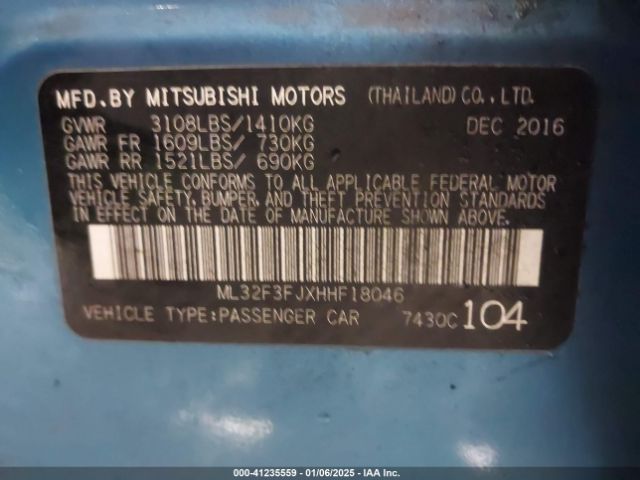 MFD.BY MITSUBISHI MOTORS (THAILAND)CO.,LTD.
GVWR 3108LBS/1410KG DEC 2016
GAWR FR 1609LBS/ 730KG
GAWR RR 1521LBS/ 690KG
THIS VEHICLE CONFORMS TO ALL APPLICABLE FEDERAL MOTOR
VEHICLE SAFETY, BUMPER, AND THEFT PREVENTION STANDARDS
IN EFFECT ON THE DATE OF MANUFACTURE SHOWN ABOVE.
ML32F3FJXHHF18046
VEHICLE TYPE:PASSENGER CAR 7430C 104
000-41235559 — 01/06/2025 — IAA Inc.